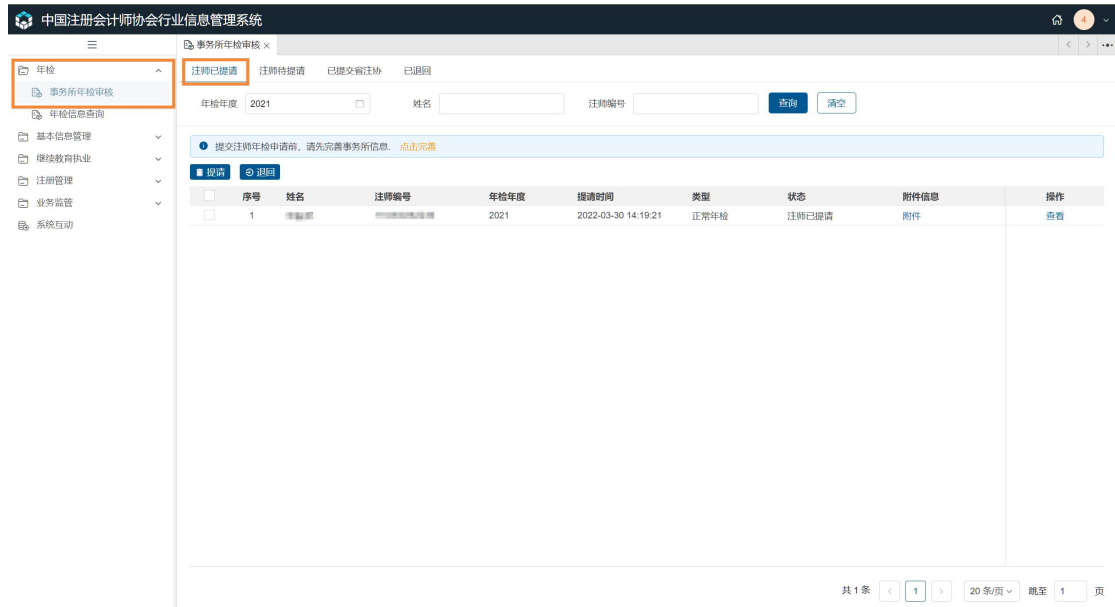 中国注册会计师协会行业信息管理系统
4
事务所年检审核 ×
年检
事务所年检审核
年检信息查询
基本信息管理
继续教育执业
注册管理
业务监管
系统互动
注师已提请 注师待提请 已提交省注协 已退回
年检年度 2021 姓名 注师编号 查询 清空
提交注师年检申请前，请先完善事务所信息. 点击完善
提请 退回
序号 姓名 注师编号 年检年度 提请时间 类型 状态 附件信息 操作
1 2021 2022-03-30 14:19:21 正常年检 注师已提请 附件 查看
共 1 条 < 1 > 20 条/页 跳至 1 页